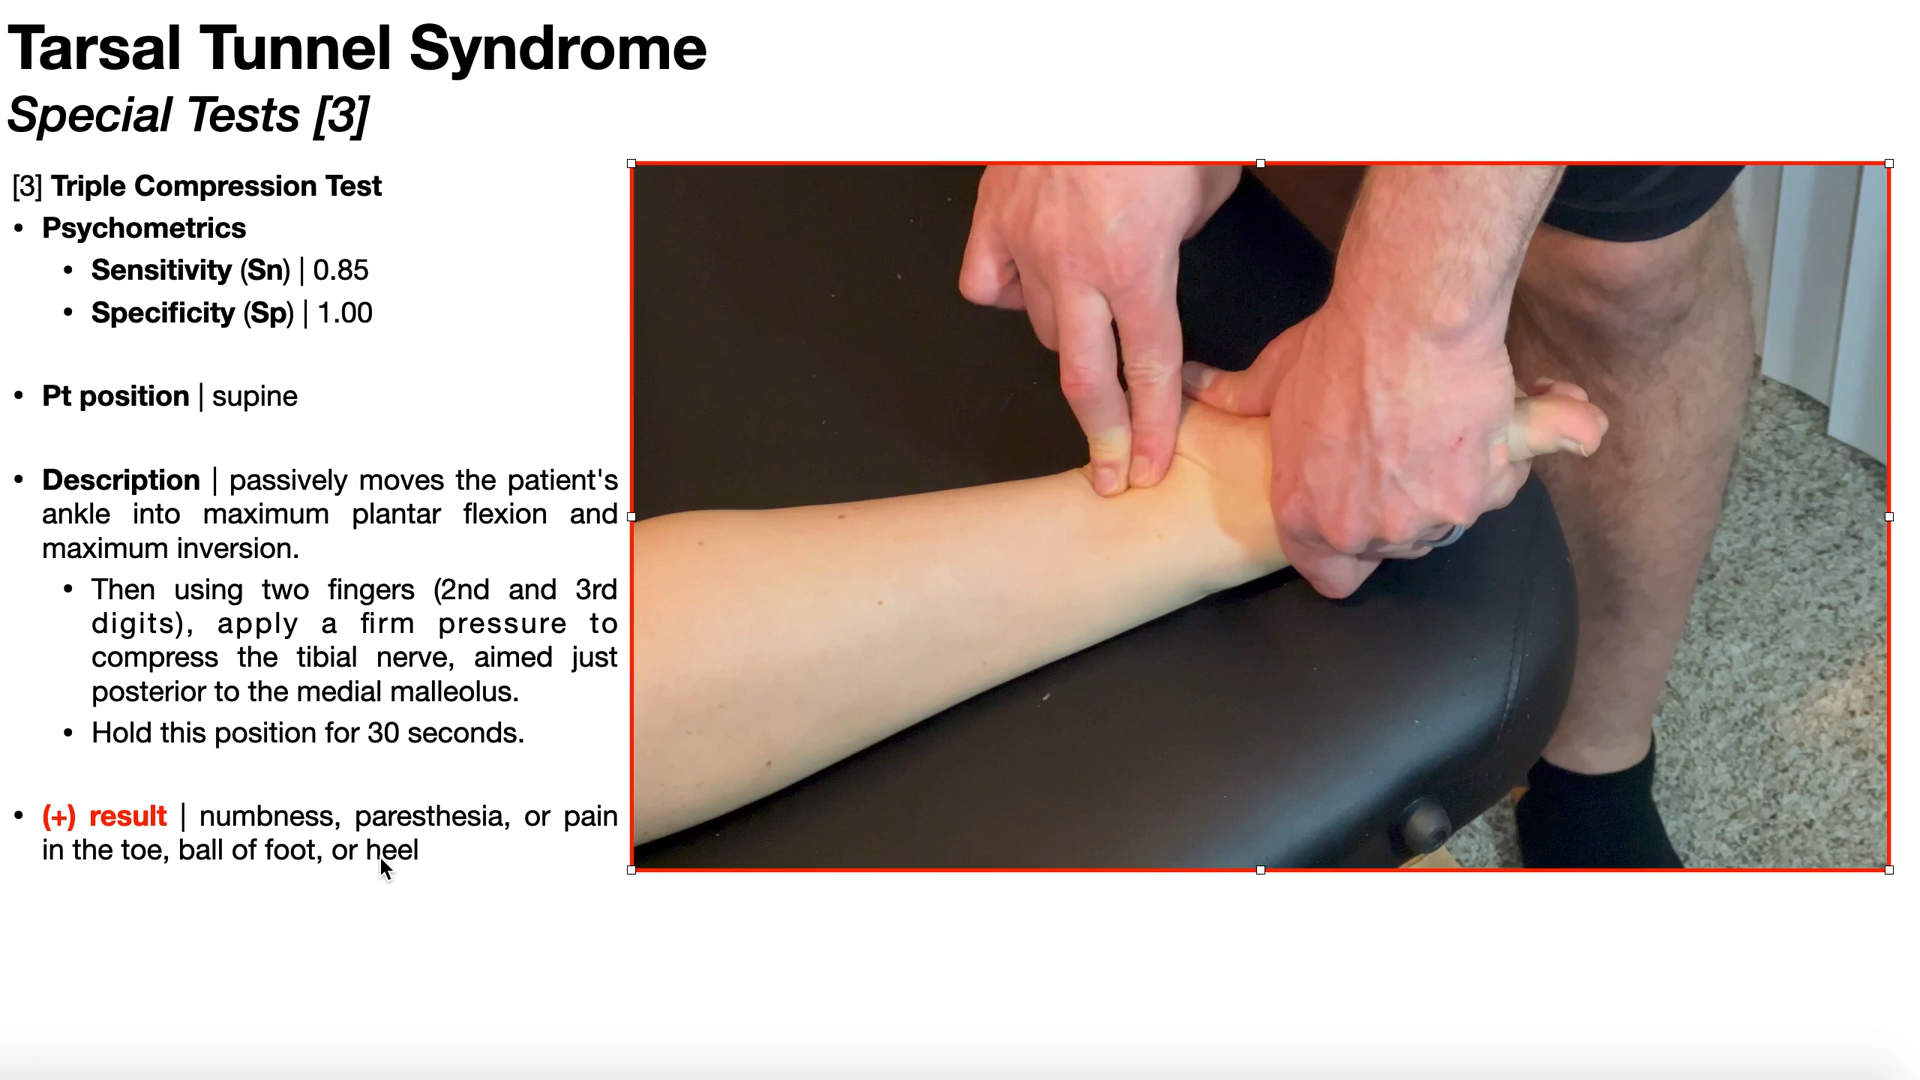 Tarsal Tunnel Syndrome
Special Tests [3]
[3] Triple Compression Test
• Psychometrics
• Sensitivity (Sn) | 0.85
• Specificity (Sp) | 1.00
• Pt position | supine
• Description | passively moves the patient's
ankle into maximum plantar flexion and
maximum inversion.
• Then using two fingers (2nd and 3rd
digits), apply a firm pressure to
compress the tibial nerve, aimed just
posterior to the medial malleolus.
• Hold this position for 30 seconds.
• (+) result | numbness, paresthesia, or pain
in the toe, ball of foot, or heel